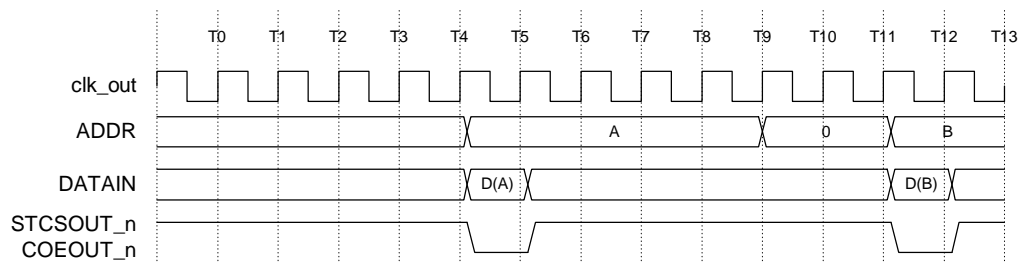 T0 T1 T2 T3 T4 T5 T6 T7 T8 T9 T10 T11 T12 T13
clk_out
ADDR A 0 B
DATAIN D(A) D(B)
STCSOUT_n
COEOUT_n